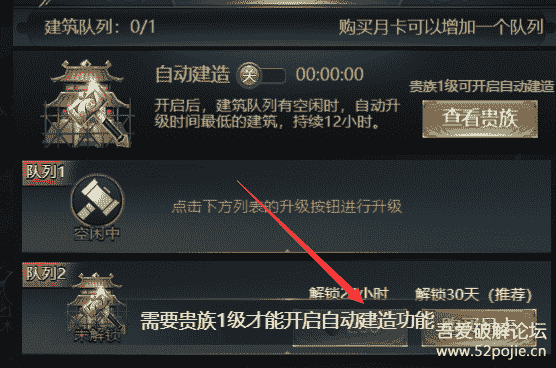 建筑队列：0/1
购买月卡可以增加一个队列
自动建造 关 00:00:00
贵族1级可开启自动建造
开启后，建筑队列有空闲时，自动升
级时间最低的建筑，持续12小时。
查看贵族
队列1
点击下方列表的升级按钮进行升级
空闲中
队列2
解锁2 小时
解锁30天（推荐）
需要贵族1级才能开启自动建造功能
未解锁
月卡
吾爱破解论坛
www.52pojie.cn